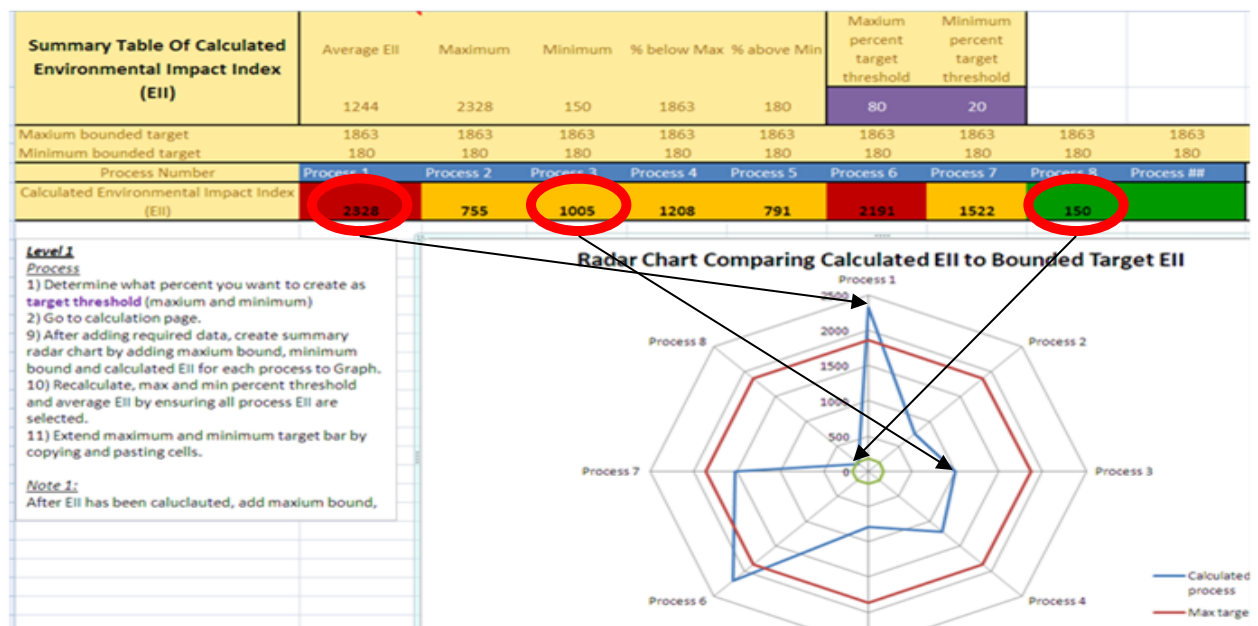 Summary Table Of Calculated
Environmental Impact Index
(EII)
Average EII Maximum Minimum % below Max % above Min
Maxium
percent
target
threshold
Minimum
percent
target
threshold
1244 2328 150 1863 180 80 20
Maxium bounded target 1863 1863 1863 1863 1863 1863 1863 1863 1863
Minimum bounded target 180 180 180 180 180 180 180 180 180
Process Number Process 1 Process 2 Process 3 Process 4 Process 5 Process 6 Process 7 Process 8 Process ##
Calculated Environmental Impact Index
(EII)
2328 755 1005 1208 791 2191 1522 150
Level 1
Process
1) Determine what percent you want to create as
target threshold (maxium and minimum)
2) Go to calculation page.
9) After adding required data, create summary
radar chart by adding maxium bound, minimum
bound and calculated EII for each process to Graph.
10) Recalculate, max and min percent threshold
and average EII by ensuring all process EII are
selected.
11) Extend maximum and minimum target bar by
copying and pasting cells.
Note 1:
After EII has been caluclauted, add maxium bound,
Radar Chart Comparing Calculated EII to Bounded Target EII
Process 1
2500
Process 8
2000
Process 2
1500
1000
500
Process 7
0
Process 3
Process 6
Process 4
Calculated
process
Max targe